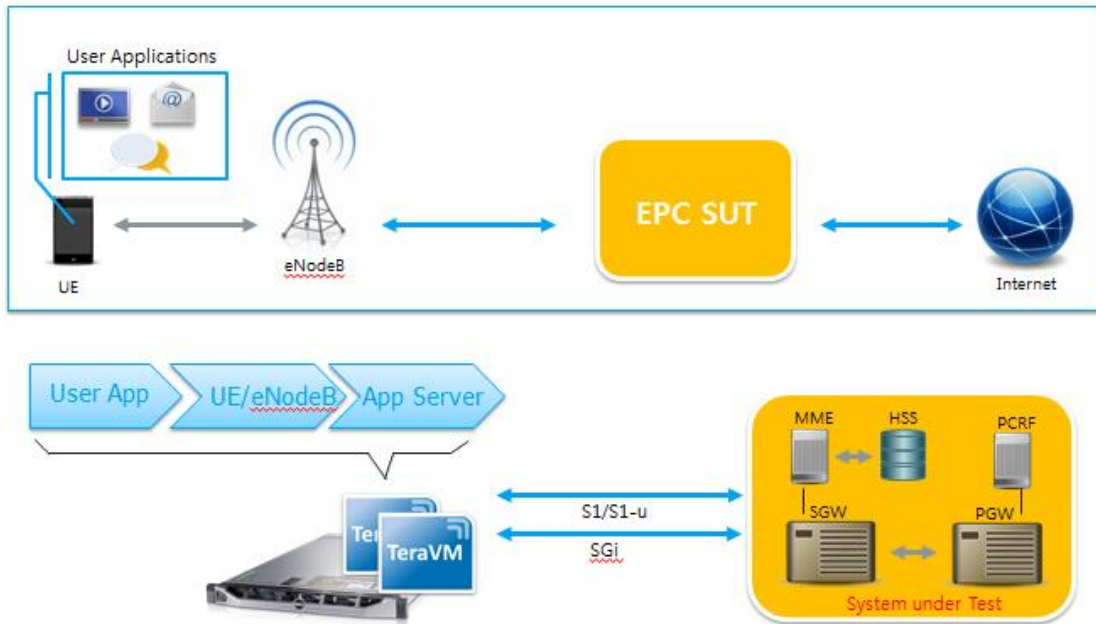 User Applications
@
UE
eNodeB
EPC SUT
Internet
User App
UE/eNodeB
App Server
TeraVM
S1/S1-u
SGi
MME
HSS
PCRF
SGW
PGW
System under Test